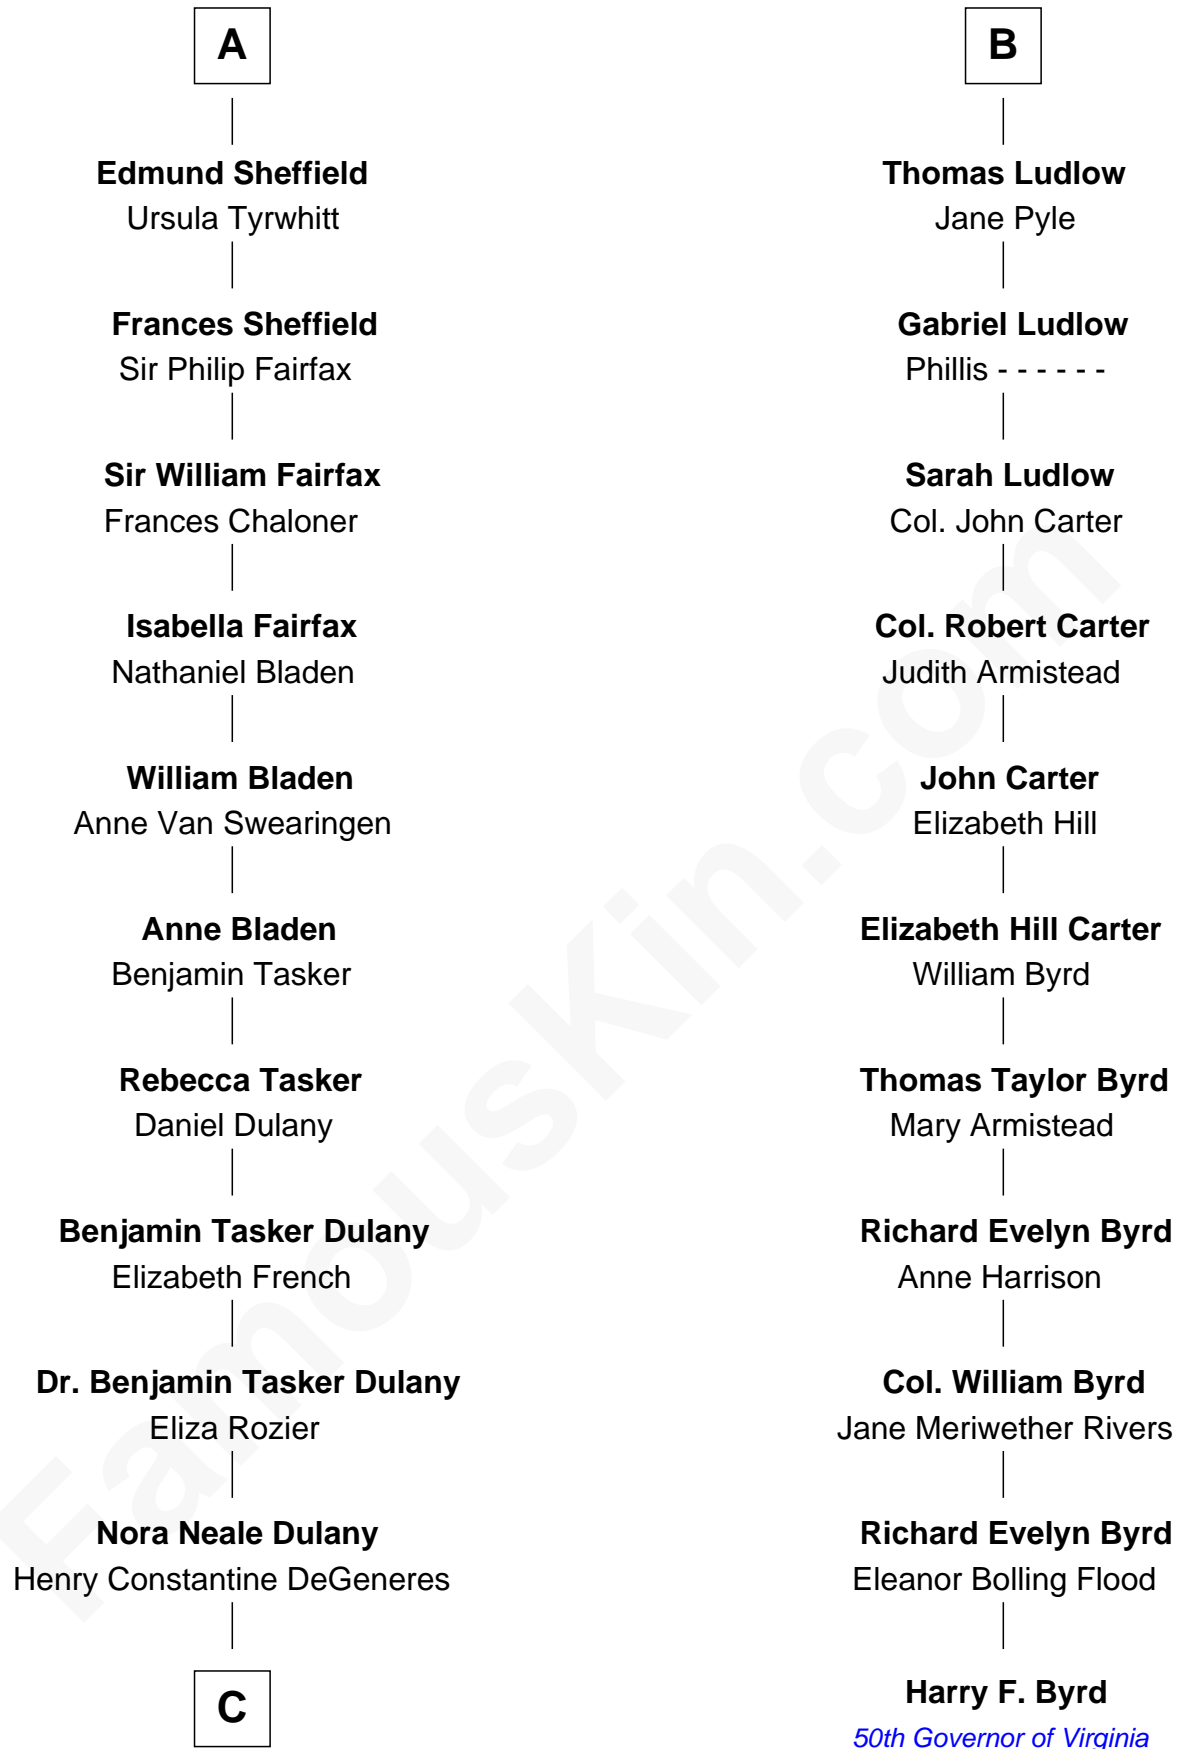 A
Edmund Sheffield
Ursula Tyrwhitt
Frances Sheffield
Sir Philip Fairfax
Sir William Fairfax
Frances Chaloner
Isabella Fairfax
Nathaniel Bladen
William Bladen
Anne Van Swearingen
Anne Bladen
Benjamin Tasker
Rebecca Tasker
Daniel Dulany
Benjamin Tasker Dulany
Elizabeth French
Dr. Benjamin Tasker Dulany
Eliza Rozier
Nora Neale Dulany
Henry Constantine DeGeneres
C
B
Thomas Ludlow
Jane Pyle
Gabriel Ludlow
Phillis - - - - - -
Sarah Ludlow
Col. John Carter
Col. Robert Carter
Judith Armistead
John Carter
Elizabeth Hill
Elizabeth Hill Carter
William Byrd
Thomas Taylor Byrd
Mary Armistead
Richard Evelyn Byrd
Anne Harrison
Col. William Byrd
Jane Meriwether Rivers
Richard Evelyn Byrd
Eleanor Bolling Flood
Harry F. Byrd
50th Governor of Virginia
FamousKin.com